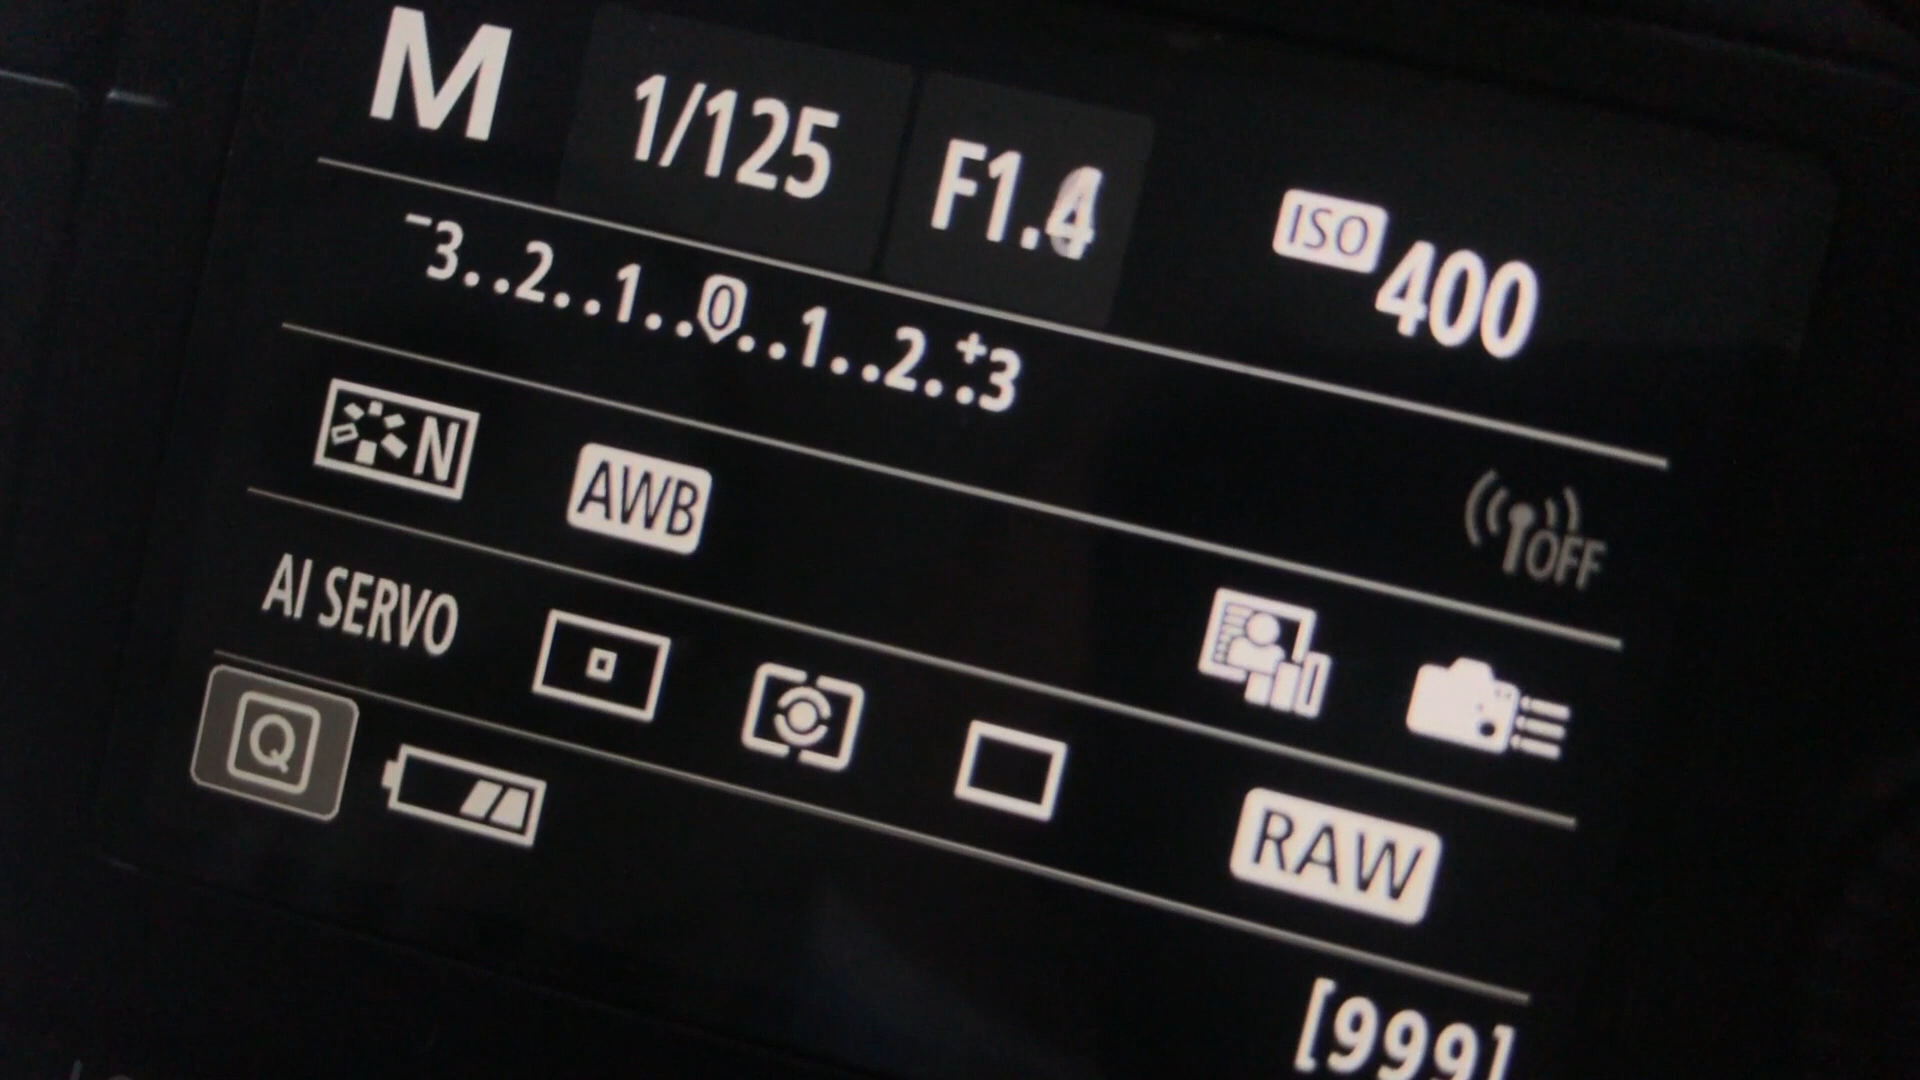 M 1/125 F1.4 ISO 400
-3..2..1..0..1..2..+3
OFF
N AWB
AI SERVO
RAW
Q
[999]